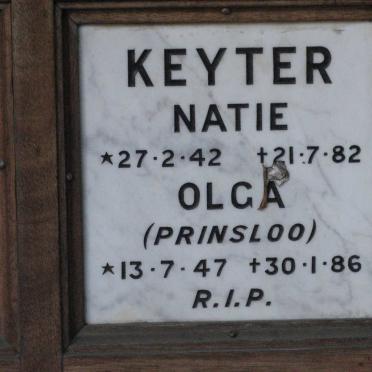 KEYTER
NATIE
*27·2·42 †21·7·82
OLGA
(PRINSLOO)
*13·7·47 †30·1·86
R.I.P.